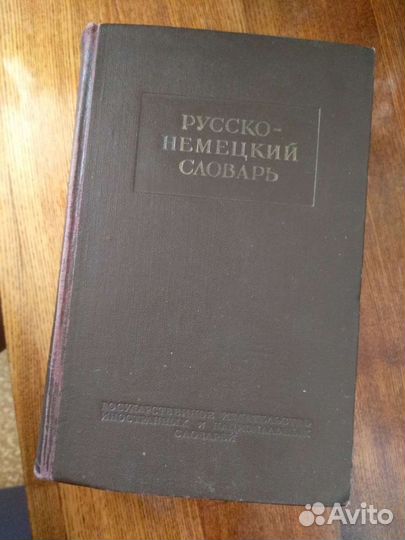 РУССКО-
НЕМЕЦКИЙ
СЛОВАРЬ
ГОСУДАРСТВЕННОЕ ИЗДАТЕЛЬСТВО
ИНОСТРАННЫХ И НАЦИОНАЛЬНЫХ
СЛОВАРЕЙ
Avito